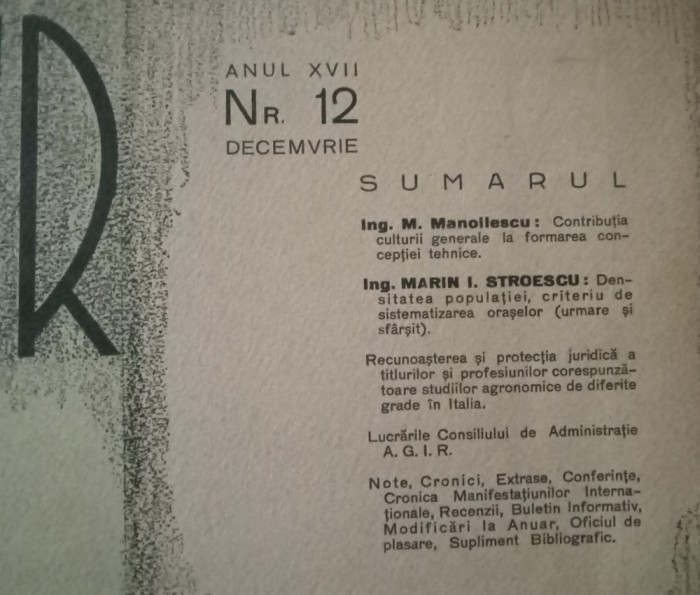 R
ANUL XVII
NR. 12
DECEMVRIE
SUMARUL
Ing. M. Manoilescu: Contribuția
culturii generale la formarea con-
cepției tehnice.
Ing. MARIN I. STROESCU: Den-
sitatea populației, criteriu de
sistematizarea orașelor (urmare și
sfârșit).
Recunoașterea și protecția juridică a
titlurilor și profesiunilor corespunză-
toare studiilor agronomice de diferite
grade în Italia.
Lucrările Consiliului de Administrație
A. G. I. R.
Note, Cronici, Extrase, Conferințe,
Cronica Manifestațiunilor Interna-
ționale, Recenzii, Buletin Informativ,
Modificări la Anuar, Oficiul de
plasare, Supliment Bibliografic.